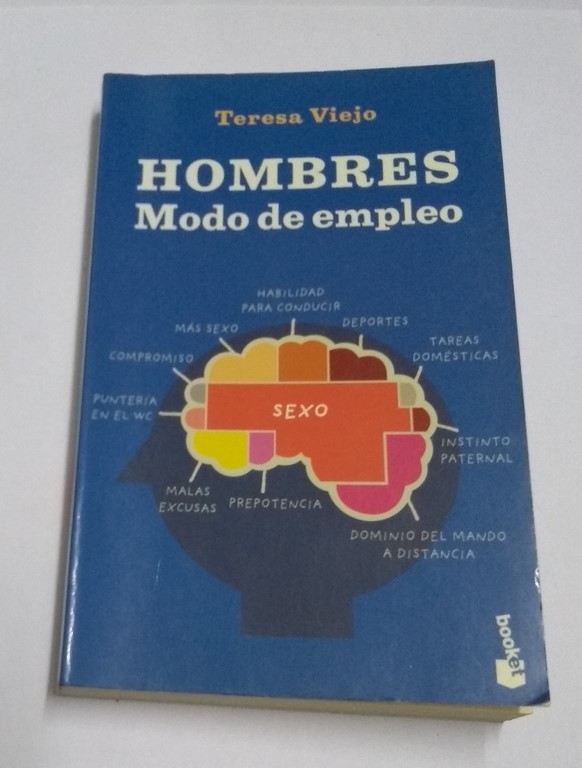 Teresa Viejo
HOMBRES
Modo de empleo
HABILIDAD
PARA CONDUCIR
MÁS SEXO
DEPORTES
COMPROMISO
TAREAS
DOMÉSTICAS
PUNTERÍA
EN EL WC
SEXO
INSTINTO
PATERNAL
MALAS
EXCUSAS
PREPOTENCIA
DOMINIO DEL MANDO
A DISTANCIA
booket